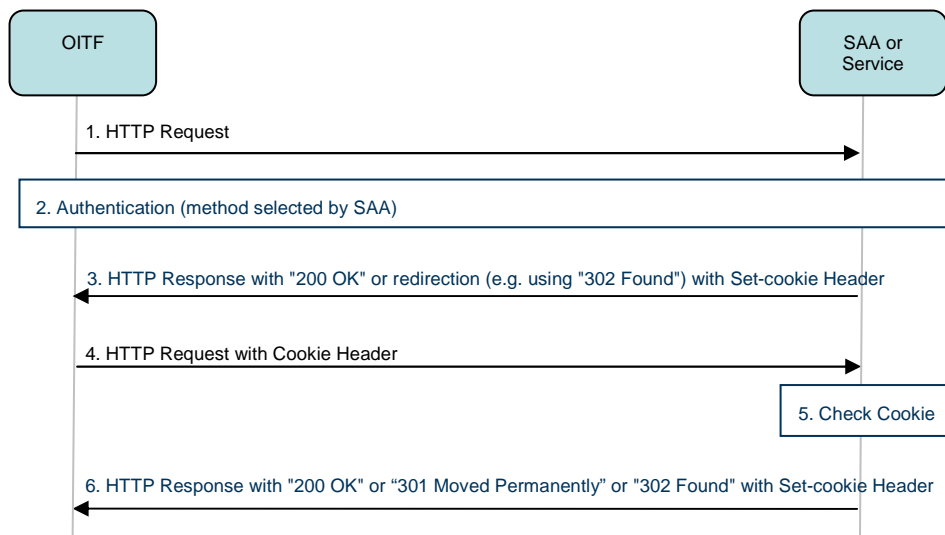 OITF
SAA or
Service
1. HTTP Request
2. Authentication (method selected by SAA)
3. HTTP Response with "200 OK" or redirection (e.g. using "302 Found") with Set-cookie Header
4. HTTP Request with Cookie Header
5. Check Cookie
6. HTTP Response with "200 OK" or “301 Moved Permanently” or "302 Found" with Set-cookie Header